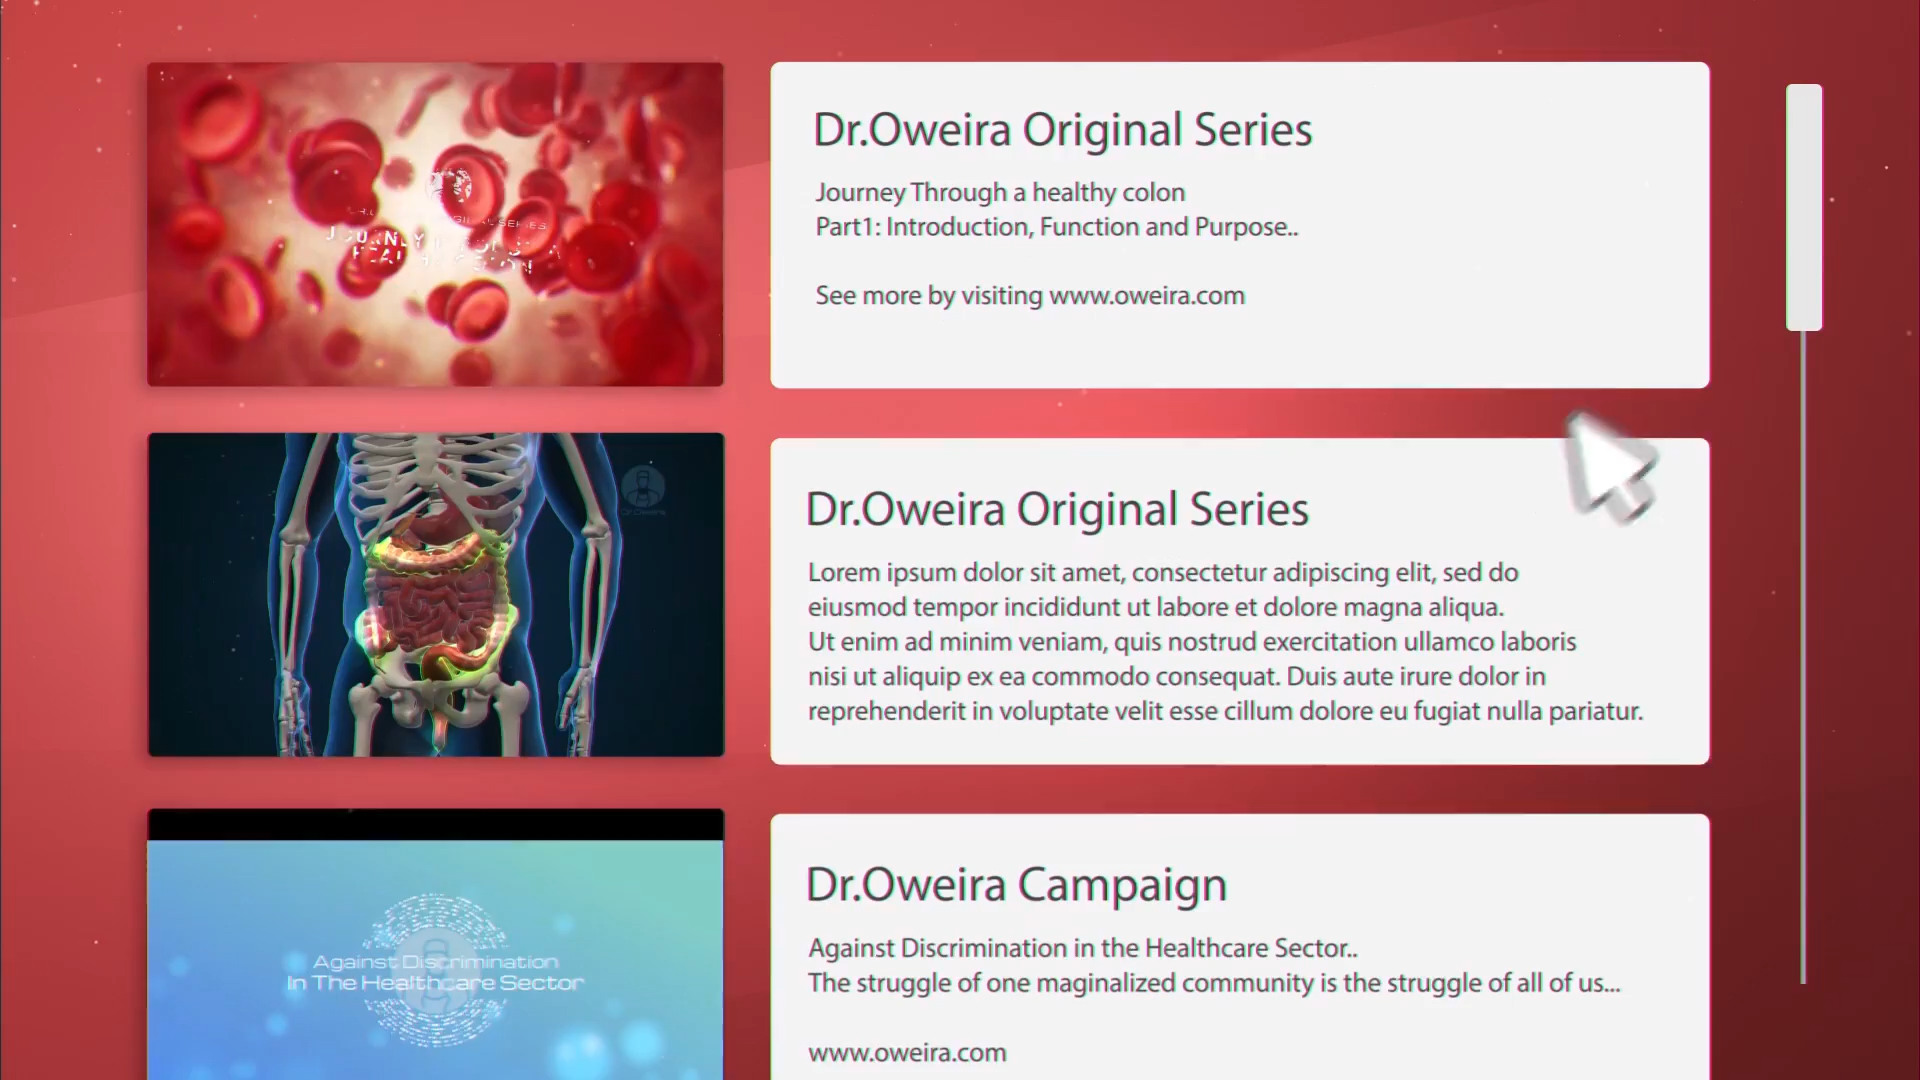 Dr.Oweira Original Series
Journey Through a healthy colon
Part1: Introduction, Function and Purpose..
See more by visiting www.oweira.com
Dr.Oweira Original Series
Lorem ipsum dolor sit amet, consectetur adipiscing elit, sed do
eiusmod tempor incididunt ut labore et dolore magna aliqua.
Ut enim ad minim veniam, quis nostrud exercitation ullamco laboris
nisi ut aliquip ex ea commodo consequat. Duis aute irure dolor in
reprehenderit in voluptate velit esse cillum dolore eu fugiat nulla pariatur.
Against Discrimination
In The Healthcare Sector
Dr.Oweira Campaign
Against Discrimination in the Healthcare Sector..
The struggle of one maginalized community is the struggle of all of us...
www.oweira.com